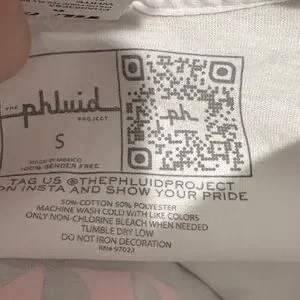 WHITE
THE
phluid
PROJECT
S
MADE IN MEXICO
100% GENDER FREE
ph
TAG US @THEPHLUIDPROJECT
ON INSTA AND SHOW YOUR PRIDE
50% COTTON 50% POLYESTER
MACHINE WASH COLD WITH LIKE COLORS
ONLY NON-CHLORINE BLEACH WHEN NEEDED
TUMBLE DRY LOW
DO NOT IRON DECORATION
RN# 97023